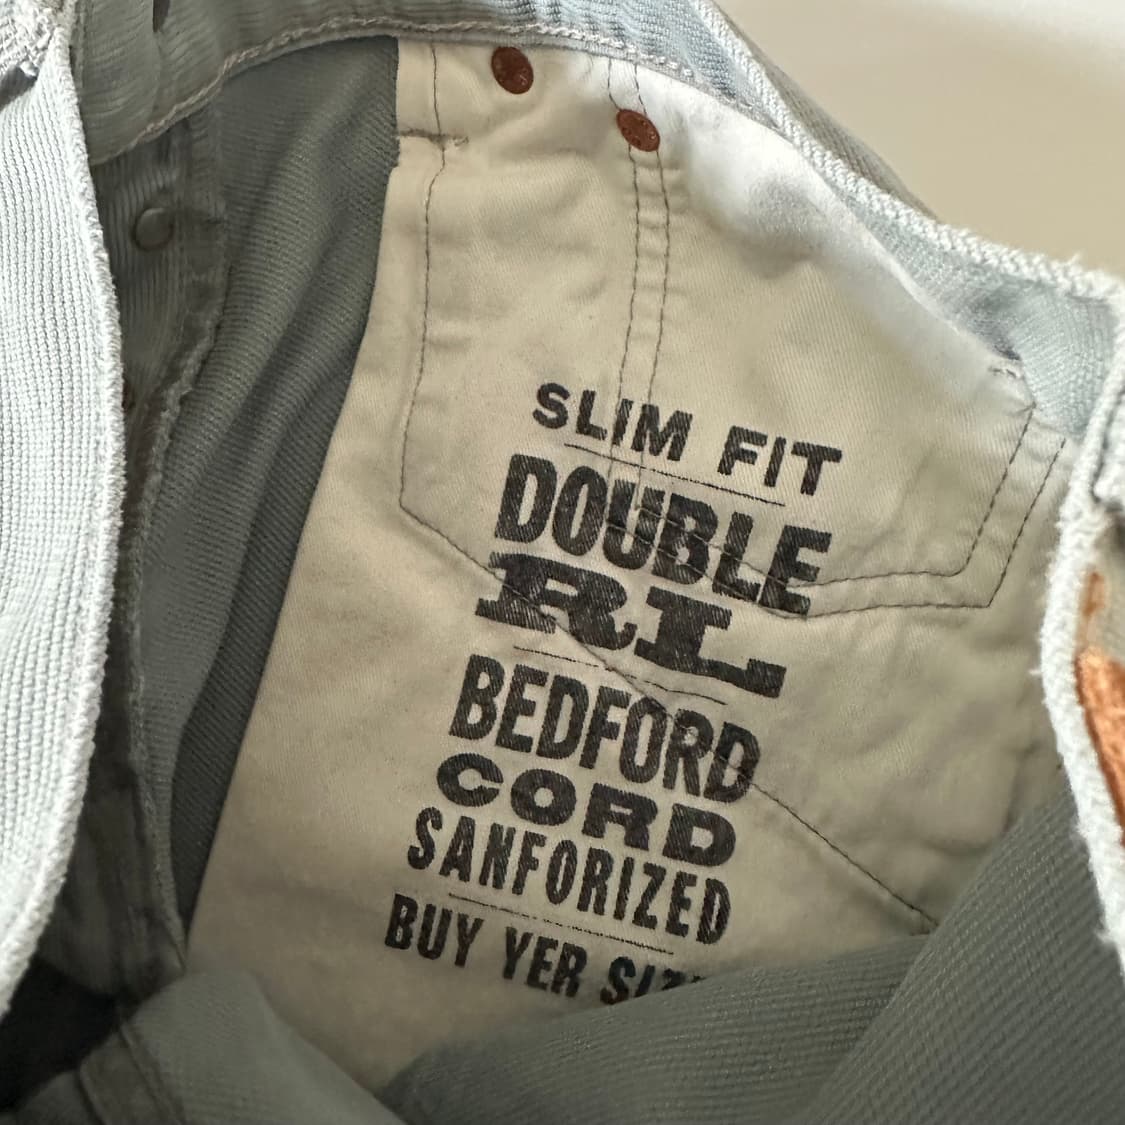 SLIM FIT
DOUBLE
RL
BEDFORD
CORD
SANFORIZED
BUY YER